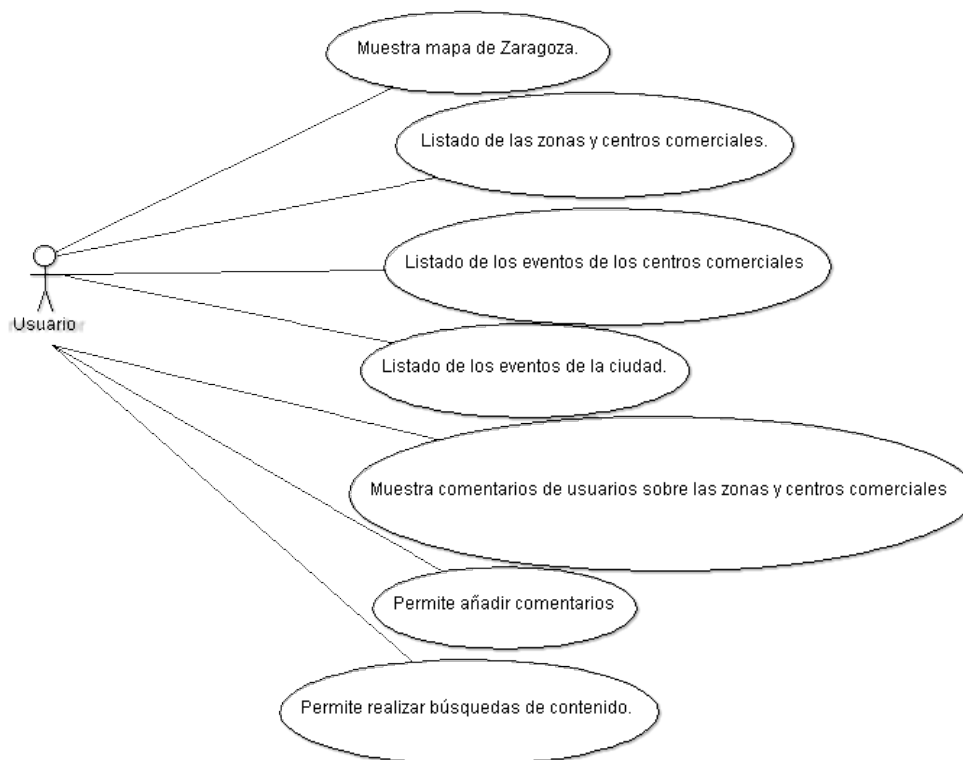 Muestra mapa de Zaragoza.
Listado de las zonas y centros comerciales.
Listado de los eventos de los centros comerciales
Usuario
Listado de los eventos de la ciudad.
Muestra comentarios de usuarios sobre las zonas y centros comerciales
Permite añadir comentarios
Permite realizar búsquedas de contenido.